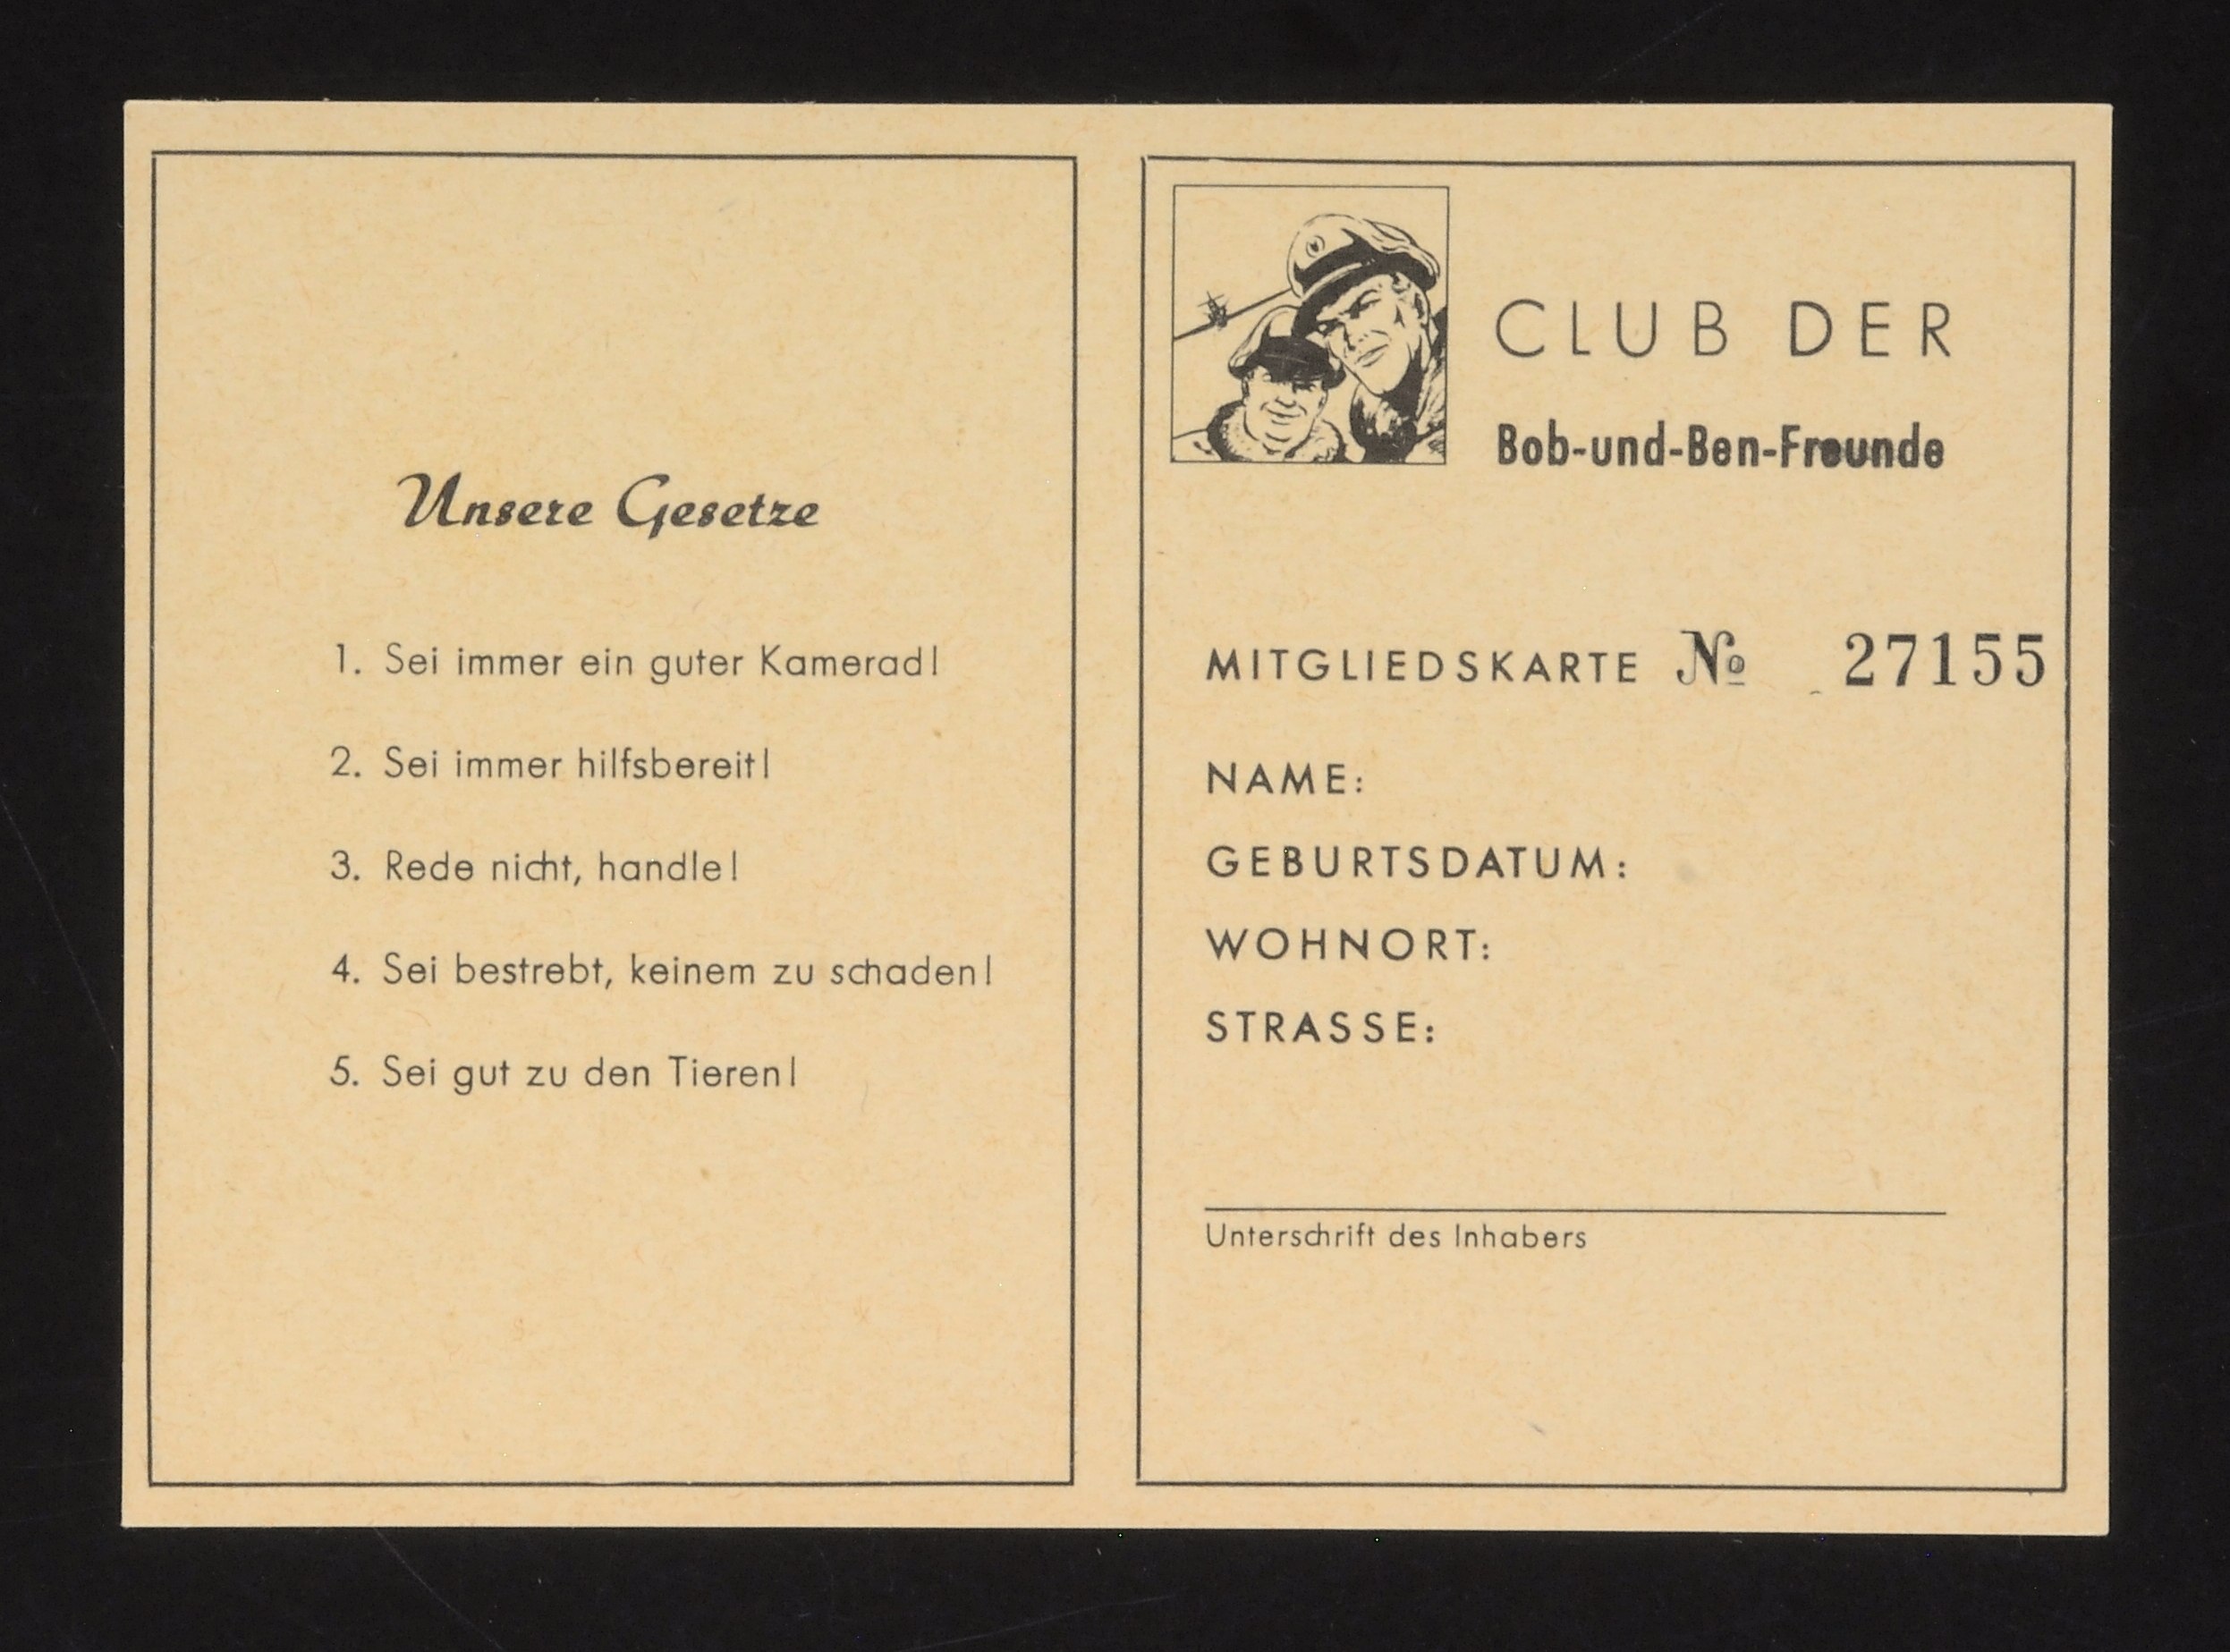 Unsere Gesetze
1. Sei immer ein guter Kamerad!
2. Sei immer hilfsbereit!
3. Rede nicht, handle!
4. Sei bestrebt, keinem zu schaden!
5. Sei gut zu den Tieren!
CLUB DER
Bob-und-Ben-Freunde
MITGLIEDSKARTE № 27155
NAME:
GEBURTSDATUM:
WOHNORT:
STRASSE:
Unterschrift des Inhabers